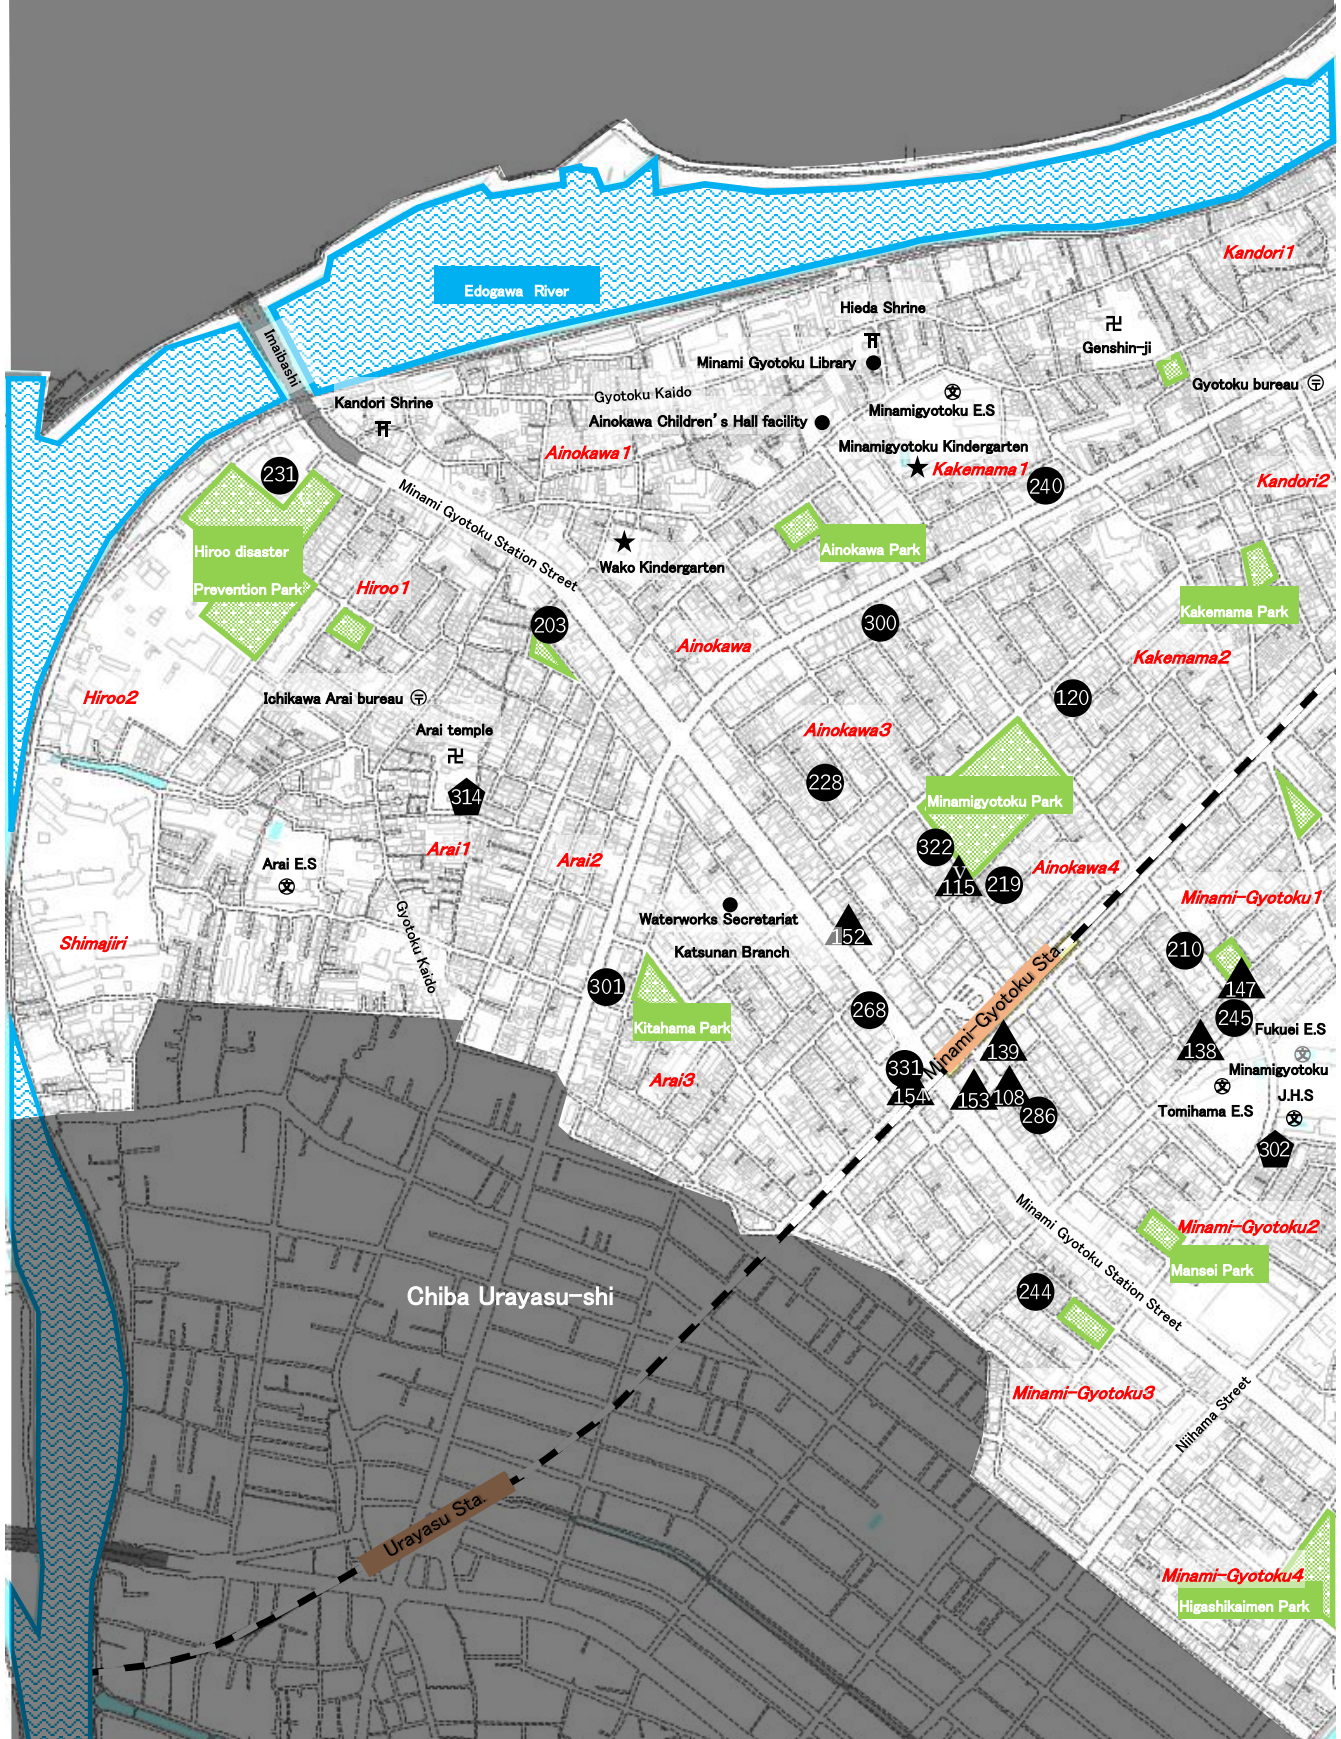 Kandori1
Edogawa River
Hieda Shrine
Imaibashi
Genshin-ji
Minami Gyotoku Library
Gyotoku bureau
Gyotoku Kaido
Kandori Shrine
Minamigyotoku E.S
Ainokawa Children's Hall facility
Minamigyotoku Kindergarten
Ainokawa1
Kakemama1
231
240
Kandori2
Minami Gyotoku Station Street
Hiroo disaster
Prevention Park
Ainokawa Park
Wako Kindergarten
Hiroo1
Kakemama Park
203
300
Ainokawa
Kakemama2
Hiroo2
Ichikawa Arai bureau
120
Arai temple
Ainokawa3
228
314
Minamigyotoku Park
322
Arai1
Arai2
Arai E.S
Ainokawa4
115
219
Minami-Gyotoku1
Waterworks Secretariat
Katsunan Branch
152
Gyotoku Kaido
Shimajiri
210
147
301
Minami-Gyotoku Sta.
268
245
Kitahama Park
Fukuei E.S
139
138
331
Minamigyotoku
J.H.S
Arai3
154
153
108
286
Tomihama E.S
302
Minami Gyotoku Station Street
Minami-Gyotoku2
Mansei Park
244
Chiba Urayasu-shi
Minami-Gyotoku3
Niihama Street
Urayasu Sta.
Minami-Gyotoku4
Higashikaimen Park